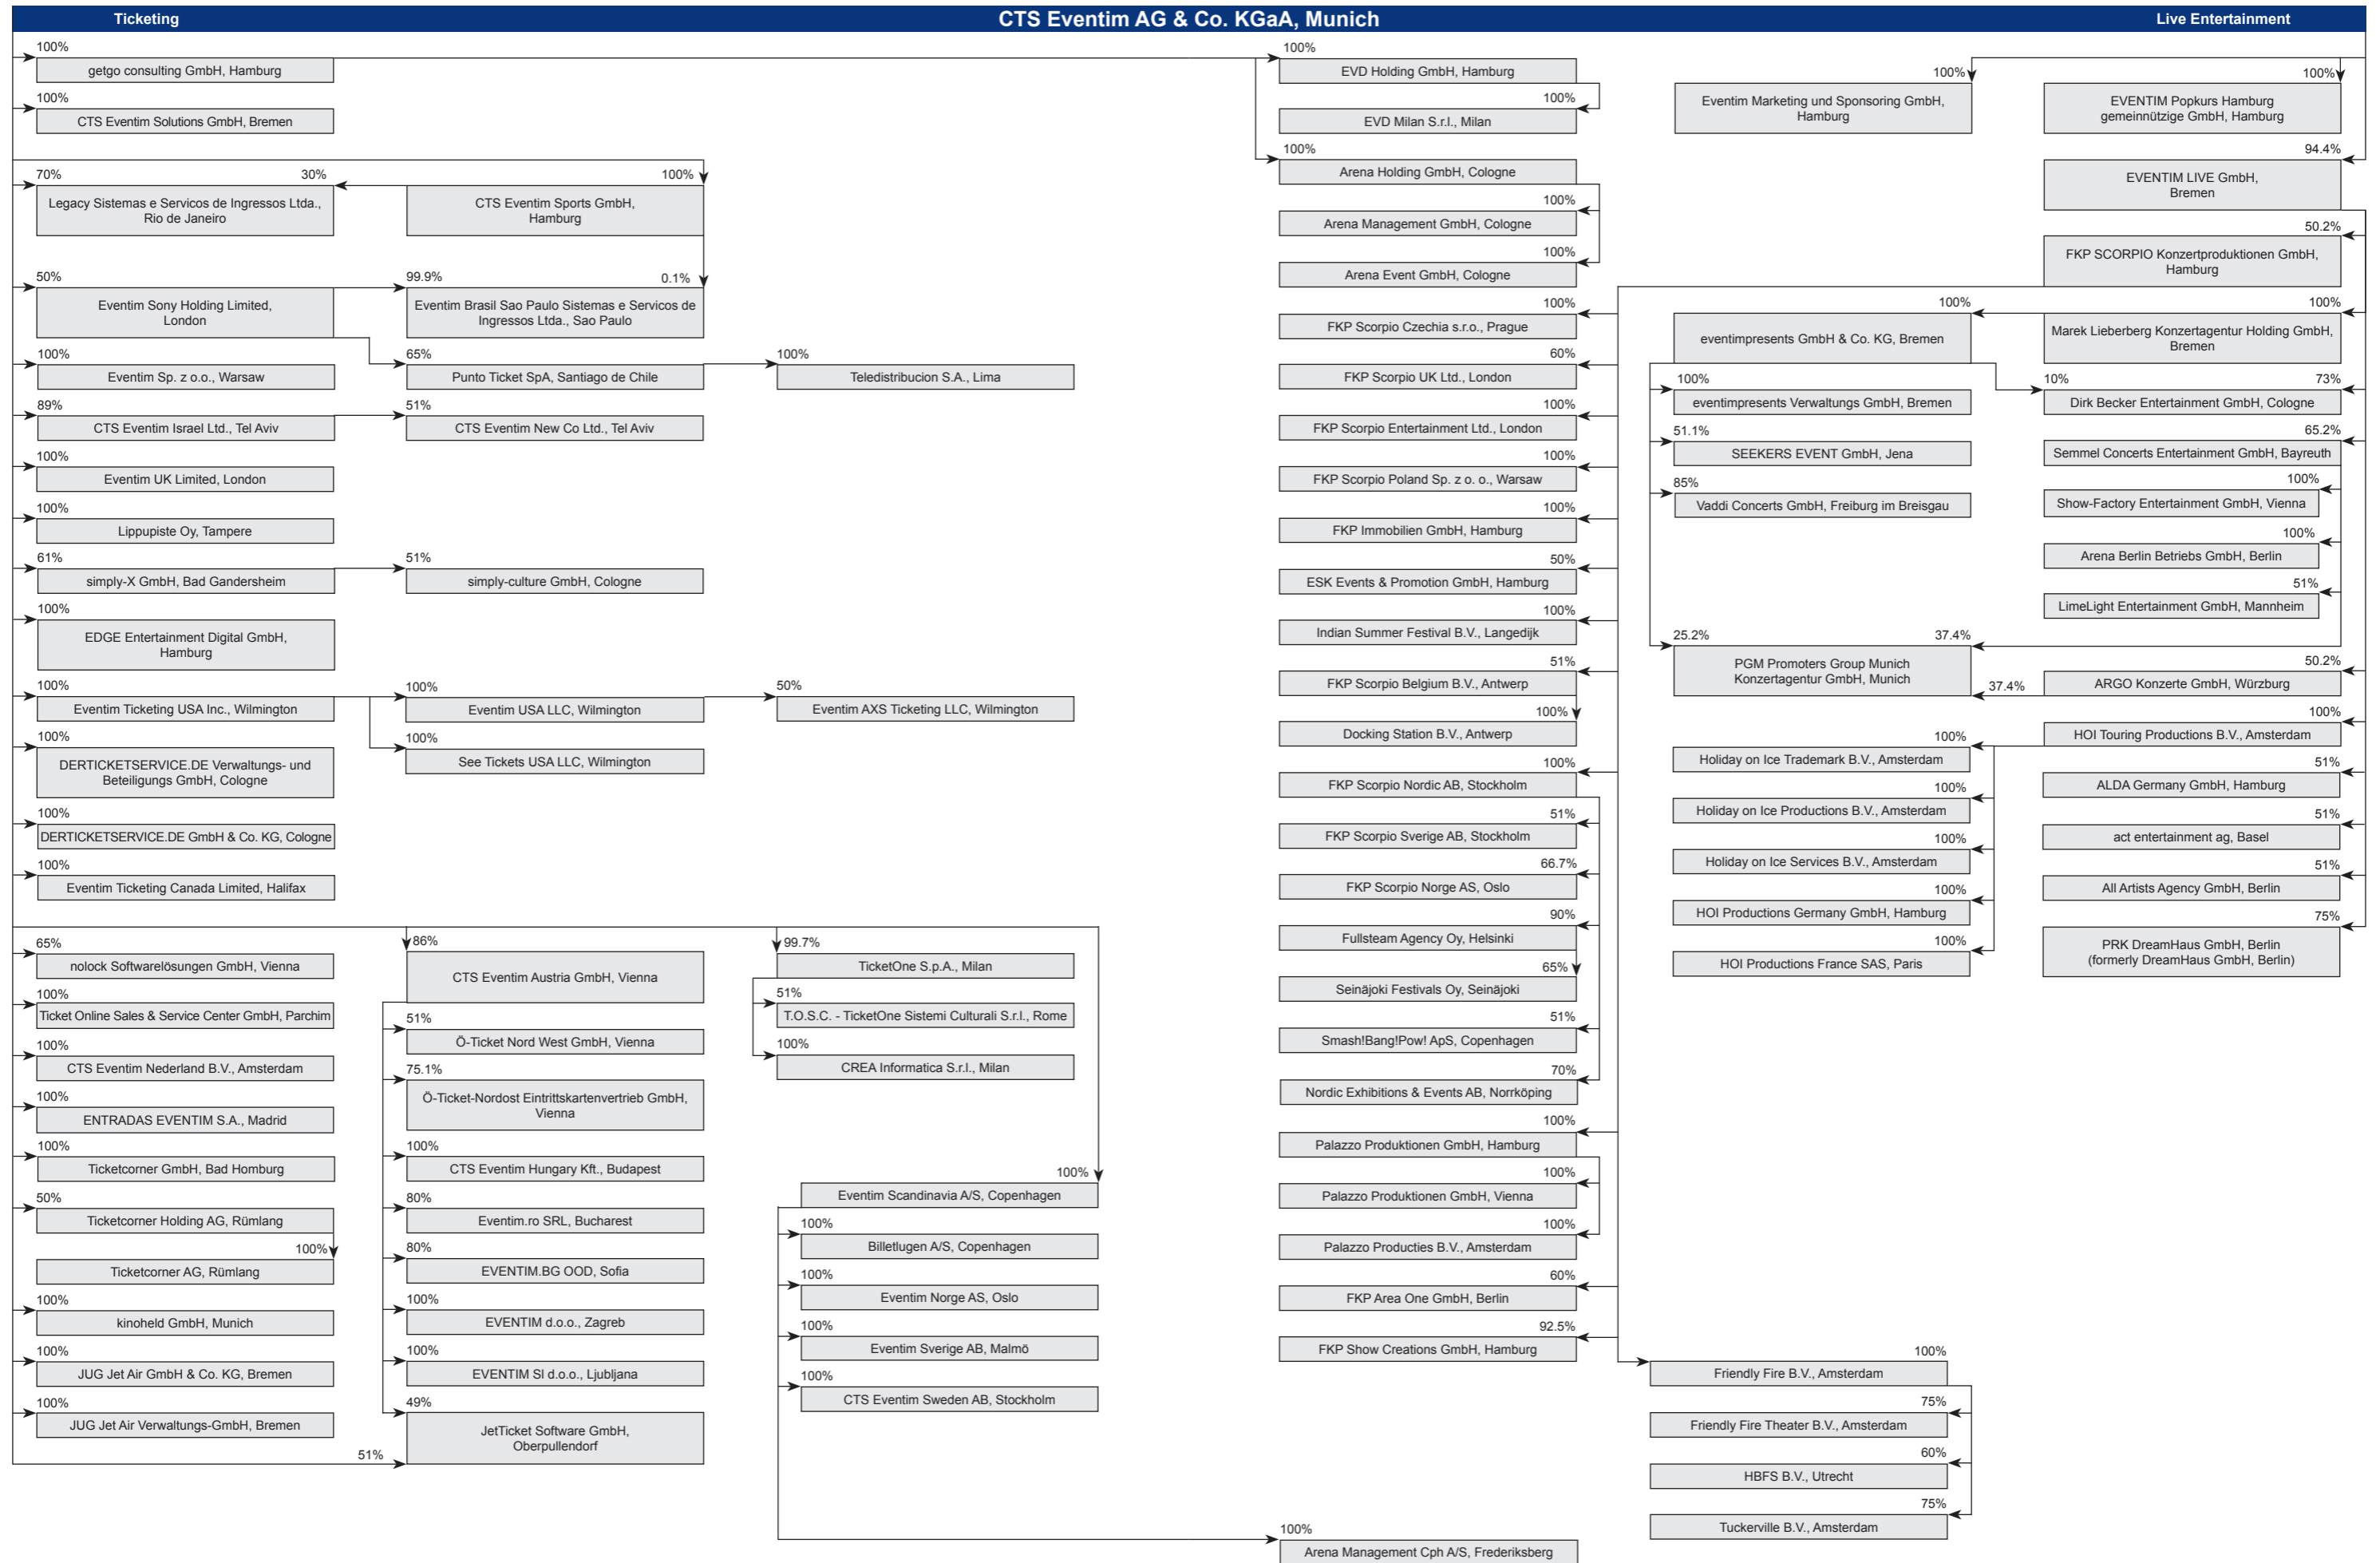 Ticketing
CTS Eventim AG & Co. KGaA, Munich
Live Entertainment
100%
getgo consulting GmbH, Hamburg
100%
CTS Eventim Solutions GmbH, Bremen
70%
30%
Legacy Sistemas e Servicos de Ingressos Ltda.,
Rio de Janeiro
100%
CTS Eventim Sports GmbH,
Hamburg
50%
Eventim Sony Holding Limited,
London
99.9%
0.1%
Eventim Brasil Sao Paulo Sistemas e Servicos de
Ingressos Ltda., Sao Paulo
100%
Eventim Sp. z o.o., Warsaw
65%
Punto Ticket SpA, Santiago de Chile
100%
Teledistribucion S.A., Lima
89%
CTS Eventim Israel Ltd., Tel Aviv
51%
CTS Eventim New Co Ltd., Tel Aviv
100%
Eventim UK Limited, London
100%
Lippupiste Oy, Tampere
61%
simply-X GmbH, Bad Gandersheim
51%
simply-culture GmbH, Cologne
100%
EDGE Entertainment Digital GmbH,
Hamburg
100%
Eventim Ticketing USA Inc., Wilmington
100%
Eventim USA LLC, Wilmington
50%
Eventim AXS Ticketing LLC, Wilmington
100%
DERTICKETSERVICE.DE Verwaltungs- und
Beteiligungs GmbH, Cologne
100%
See Tickets USA LLC, Wilmington
100%
DERTICKETSERVICE.DE GmbH & Co. KG, Cologne
100%
Eventim Ticketing Canada Limited, Halifax
65%
nolock Softwarelösungen GmbH, Vienna
100%
Ticket Online Sales & Service Center GmbH, Parchim
100%
CTS Eventim Nederland B.V., Amsterdam
100%
ENTRADAS EVENTIM S.A., Madrid
100%
Ticketcorner GmbH, Bad Homburg
50%
Ticketcorner Holding AG, Rümlang
100%
Ticketcorner AG, Rümlang
100%
kinoheld GmbH, Munich
100%
JUG Jet Air GmbH & Co. KG, Bremen
100%
JUG Jet Air Verwaltungs-GmbH, Bremen
86%
CTS Eventim Austria GmbH, Vienna
51%
Ö-Ticket Nord West GmbH, Vienna
75.1%
Ö-Ticket-Nordost Eintrittskartenvertrieb GmbH,
Vienna
100%
CTS Eventim Hungary Kft., Budapest
80%
Eventim.ro SRL, Bucharest
80%
EVENTIM.BG OOD, Sofia
100%
EVENTIM d.o.o., Zagreb
100%
EVENTIM SI d.o.o., Ljubljana
49%
JetTicket Software GmbH,
Oberpullendorf
51%
99.7%
TicketOne S.p.A., Milan
51%
T.O.S.C. - TicketOne Sistemi Culturali S.r.l., Rome
100%
CREA Informatica S.r.l., Milan
100%
Eventim Scandinavia A/S, Copenhagen
100%
Billetlugen A/S, Copenhagen
100%
Eventim Norge AS, Oslo
100%
Eventim Sverige AB, Malmö
100%
CTS Eventim Sweden AB, Stockholm
100%
Arena Management Cph A/S, Frederiksberg
100%
EVD Holding GmbH, Hamburg
100%
EVD Milan S.r.l., Milan
100%
Arena Holding GmbH, Cologne
100%
Arena Management GmbH, Cologne
100%
Arena Event GmbH, Cologne
100%
FKP Scorpio Czechia s.r.o., Prague
60%
FKP Scorpio UK Ltd., London
100%
FKP Scorpio Entertainment Ltd., London
100%
FKP Scorpio Poland Sp. z o. o., Warsaw
100%
FKP Immobilien GmbH, Hamburg
50%
ESK Events & Promotion GmbH, Hamburg
100%
Indian Summer Festival B.V., Langedijk
51%
FKP Scorpio Belgium B.V., Antwerp
100%
Docking Station B.V., Antwerp
100%
FKP Scorpio Nordic AB, Stockholm
51%
FKP Scorpio Sverige AB, Stockholm
66.7%
FKP Scorpio Norge AS, Oslo
90%
Fullsteam Agency Oy, Helsinki
65%
Seinäjoki Festivals Oy, Seinäjoki
51%
Smash!Bang!Pow! ApS, Copenhagen
70%
Nordic Exhibitions & Events AB, Norrköping
100%
Palazzo Produktionen GmbH, Hamburg
100%
Palazzo Produktionen GmbH, Vienna
100%
Palazzo Producties B.V., Amsterdam
60%
FKP Area One GmbH, Berlin
92.5%
FKP Show Creations GmbH, Hamburg
100%
Friendly Fire B.V., Amsterdam
75%
Friendly Fire Theater B.V., Amsterdam
60%
HBFS B.V., Utrecht
75%
Tuckerville B.V., Amsterdam
100%
Eventim Marketing und Sponsoring GmbH,
Hamburg
100%
EVENTIM Popkurs Hamburg
gemeinnützige GmbH, Hamburg
94.4%
EVENTIM LIVE GmbH,
Bremen
50.2%
FKP SCORPIO Konzertproduktionen GmbH,
Hamburg
100%
eventimpresents GmbH & Co. KG, Bremen
100%
Marek Lieberberg Konzertagentur Holding GmbH,
Bremen
100%
eventimpresents Verwaltungs GmbH, Bremen
10%
73%
Dirk Becker Entertainment GmbH, Cologne
51.1%
SEEKERS EVENT GmbH, Jena
65.2%
Semmel Concerts Entertainment GmbH, Bayreuth
85%
Vaddi Concerts GmbH, Freiburg im Breisgau
100%
Show-Factory Entertainment GmbH, Vienna
100%
Arena Berlin Betriebs GmbH, Berlin
51%
LimeLight Entertainment GmbH, Mannheim
25.2%
37.4%
PGM Promoters Group Munich
Konzertagentur GmbH, Munich
37.4%
50.2%
ARGO Konzerte GmbH, Würzburg
100%
HOI Touring Productions B.V., Amsterdam
100%
Holiday on Ice Trademark B.V., Amsterdam
51%
ALDA Germany GmbH, Hamburg
100%
Holiday on Ice Productions B.V., Amsterdam
51%
act entertainment ag, Basel
100%
Holiday on Ice Services B.V., Amsterdam
51%
All Artists Agency GmbH, Berlin
100%
HOI Productions Germany GmbH, Hamburg
75%
PRK DreamHaus GmbH, Berlin
(formerly DreamHaus GmbH, Berlin)
100%
HOI Productions France SAS, Paris